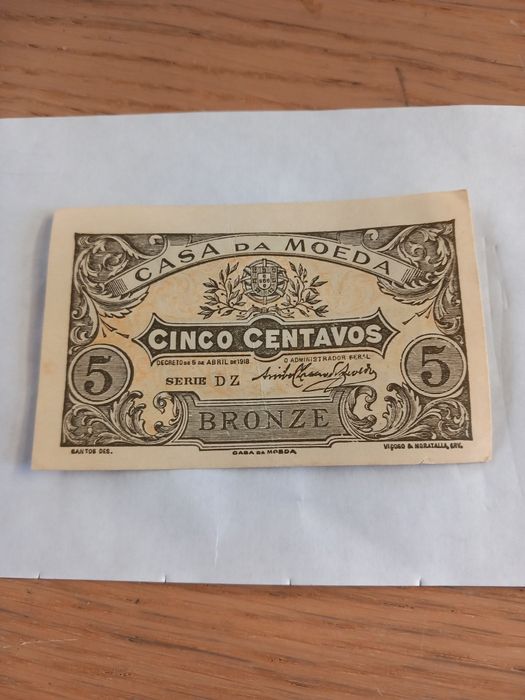 CASA DA MOEDA
CINCO CENTAVOS
DECRETO DE 5 DE ABRIL DE 1918 O ADMINISTRADOR GERAL
5 SERIE DZ 5
BRONZE
SANTOS DES. CASA DA MOEDA VIÇOSO & MORATALLA, GRV.